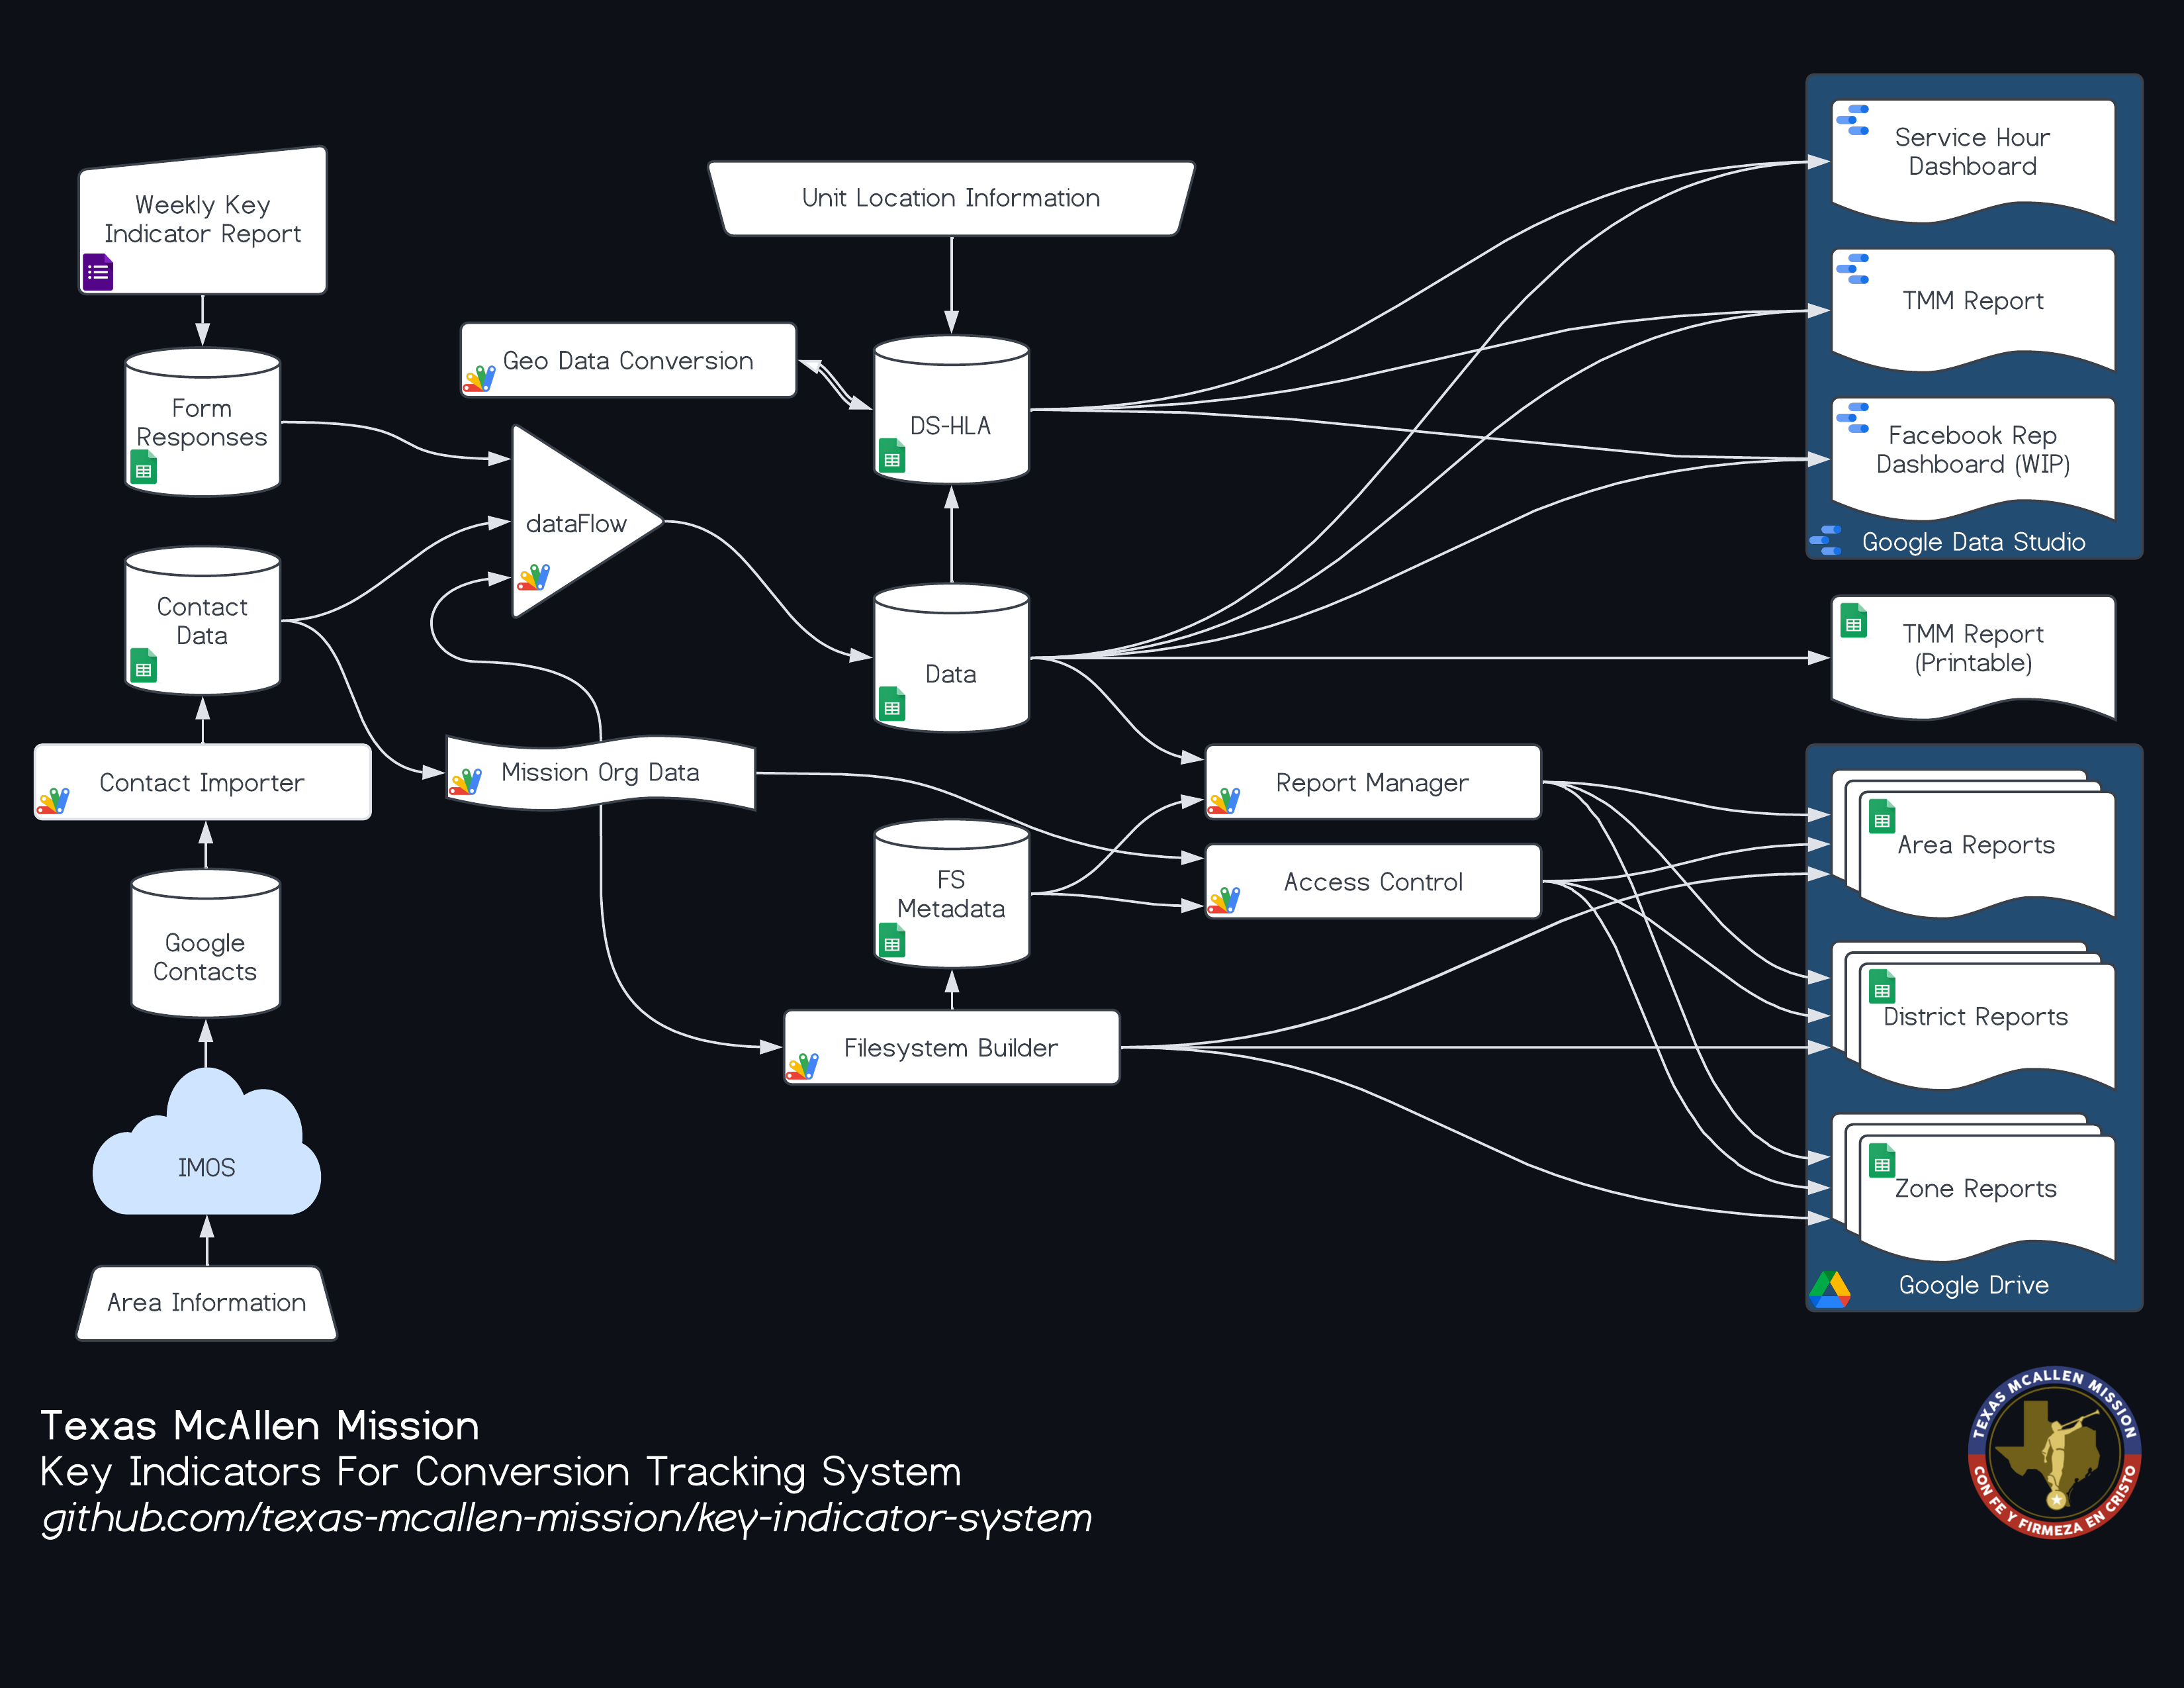 Weekly Key
Indicator Report
Form
Responses
Contact
Data
Contact Importer
Google
Contacts
IMOS
Area Information
Unit Location Information
Geo Data Conversion
DS-HLA
dataFlow
Data
Mission Org Data
FS
Metadata
Filesystem Builder
Report Manager
Access Control
Service Hour
Dashboard
TMM Report
Facebook Rep
Dashboard (WIP)
Google Data Studio
TMM Report
(Printable)
Area Reports
District Reports
Zone Reports
Google Drive
Texas McAllen Mission
Key Indicators For Conversion Tracking System
github.com/texas-mcallen-mission/key-indicator-system
TEXAS MCALLEN MISSION
CON FE Y FIRMEZA EN CRISTO